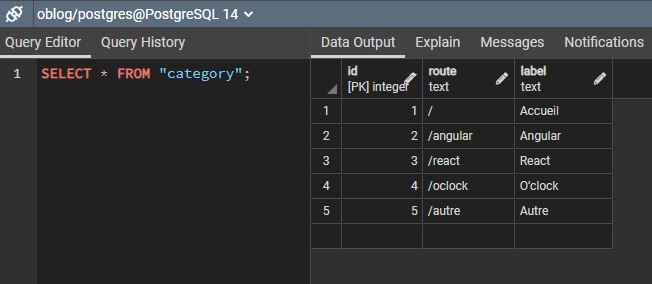 oblog/postgres@PostgreSQL 14
Query Editor Query History
Data Output Explain Messages Notifications
1 SELECT * FROM "category";
id route label
[PK] integer text text
1 1 / Accueil
2 2 /angular Angular
3 3 /react React
4 4 /oclock O'clock
5 5 /autre Autre